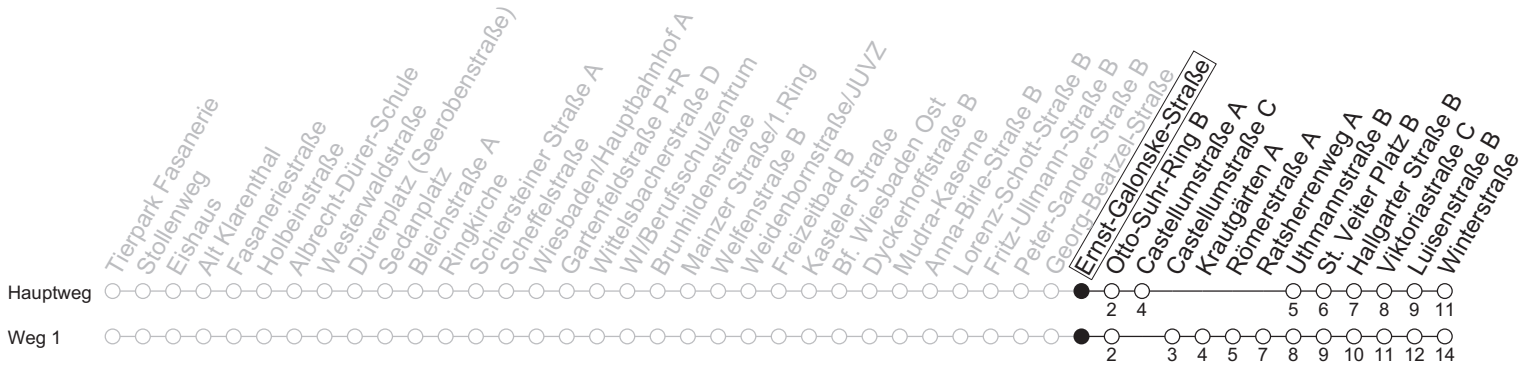 Tierpark Fasanerie
Stollenweg
Eishaus
Alt Klarenthal
Fasaneriestraße
Holbeinstraße
Albrecht-Dürer-Schule
Westerwaldstraße
Dürerplatz (Seerobenstraße)
Sedanplatz
Bleichstraße A
Ringkirche
Schiersteiner Straße A
Scheffelstraße
Wiesbaden/Hauptbahnhof A
Gartenfeldstraße P+R
Wittelsbacherstraße D
WI/Berufsschulzentrum
Brunhildenstraße
Mainzer Straße/1.Ring
Welfenstraße B
Weidenbornstraße/JUVZ
Freizeitbad B
Kasteler Straße
Bf. Wiesbaden Ost
Dyckerhoffstraße B
Mudra-Kaserne
Anna-Birle-Straße B
Lorenz-Schott-Straße B
Fritz-Ullmann-Straße B
Peter-Sander-Straße B
Georg-Beatzel-Straße
Ernst-Galonske-Straße
Otto-Suhr-Ring B
Castellumstraße A
Castellumstraße C
Krautgärten A
Römerstraße A
Ratsherrenweg A
Uthmannstraße B
St. Veiter Platz B
Hallgarter Straße B
Viktoriastraße C
Luisenstraße B
Winterstraße
Hauptweg
2 4 5 6 7 8 9 11
Weg 1
2 3 4 5 7 8 9 10 11 12 14